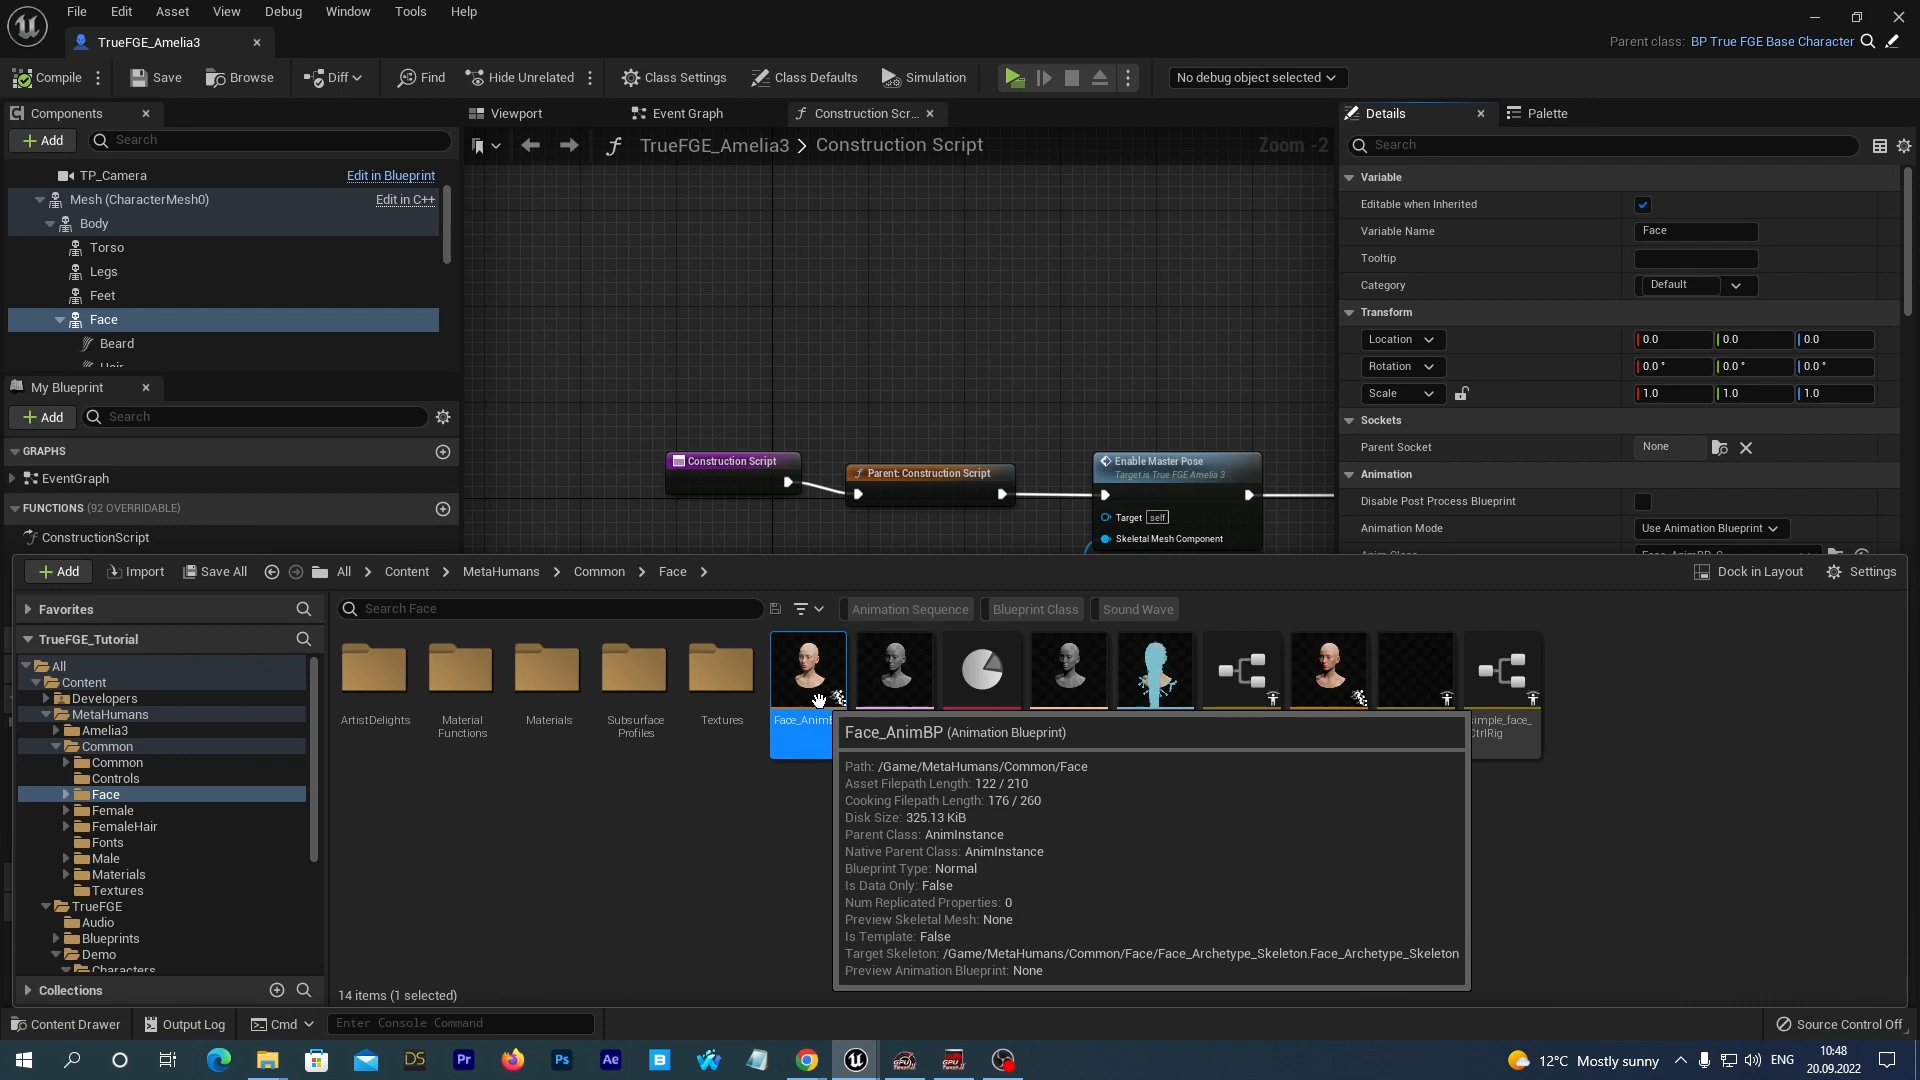 File Edit Asset View Debug Window Tools Help
TrueFGE_Amelia3
Parent class: BP True FGE Base Character
Compile Save Browse Diff Find Hide Unrelated Class Settings Class Defaults Simulation No debug object selected
Components
Viewport Event Graph Construction Scr...
Details Palette
Add Search
TrueFGE_Amelia3 > Construction Script Zoom -2
Search
TP_Camera Edit in Blueprint
Mesh (CharacterMesh0) Edit in C++
Body
Torso
Legs
Feet
Face
Beard
Variable
Editable when Inherited
Variable Name Face
Tooltip
Category Default
Transform
Location 0.0 0.0 0.0
Rotation 0.0 ° 0.0 ° 0.0 °
Scale 1.0 1.0 1.0
Sockets
Parent Socket None
Animation
Disable Post Process Blueprint
Animation Mode Use Animation Blueprint
My Blueprint
Add Search
GRAPHS
EventGraph
FUNCTIONS (92 OVERRIDABLE)
ConstructionScript
Construction Script
Parent: Construction Script
Enable Master Pose
Target is True FGE Amelia 3
Target self
Skeletal Mesh Component
Add Import Save All All > Content > MetaHumans > Common > Face > Dock in Layout Settings
Favorites
Search Face
Animation Sequence Blueprint Class Sound Wave
TrueFGE_Tutorial
All
Content
Developers
MetaHumans
Amelia3
Common
Common
Controls
Face
Female
FemaleHair
Fonts
Male
Materials
Textures
TrueFGE
Audio
Blueprints
Demo
Characters
Collections
ArtistDelights
Material
Functions
Materials
Subsurface
Profiles
Textures
Face_AnimB
simple_face_
CtrlRig
Face_AnimBP (Animation Blueprint)
Path: /Game/MetaHumans/Common/Face
Asset Filepath Length: 122 / 210
Cooking Filepath Length: 176 / 260
Disk Size: 325.13 KiB
Parent Class: AnimInstance
Native Parent Class: AnimInstance
Blueprint Type: Normal
Is Data Only: False
Num Replicated Properties: 0
Preview Skeletal Mesh: None
Is Template: False
Target Skeleton: /Game/MetaHumans/Common/Face/Face_Archetype_Skeleton.Face_Archetype_Skeleton
Preview Animation Blueprint: None
14 items (1 selected)
Content Drawer Output Log Cmd Enter Console Command Source Control Off
DS Pr Ps Ae
12°C Mostly sunny ENG
10:48
20.09.2022